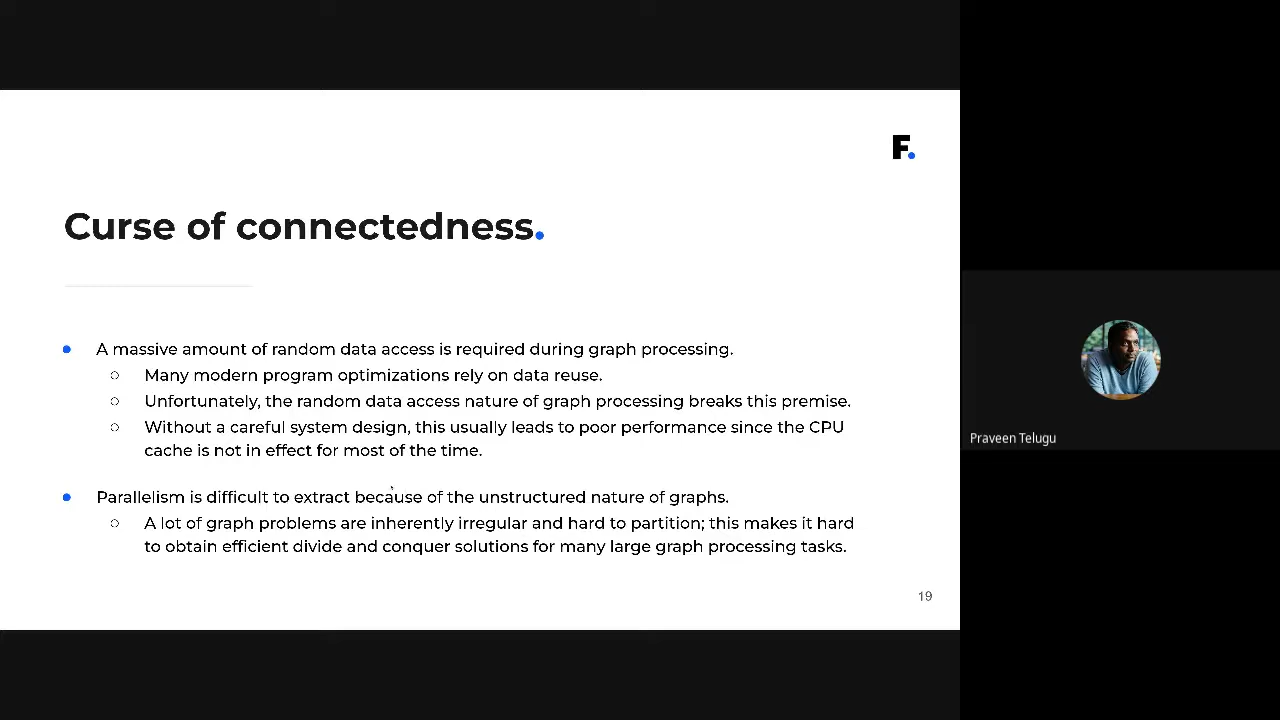 F.
Curse of connectedness.
A massive amount of random data access is required during graph processing.
Many modern program optimizations rely on data reuse.
Unfortunately, the random data access nature of graph processing breaks this premise.
Without a careful system design, this usually leads to poor performance since the CPU
cache is not in effect for most of the time.
Parallelism is difficult to extract because of the unstructured nature of graphs.
A lot of graph problems are inherently irregular and hard to partition; this makes it hard
to obtain efficient divide and conquer solutions for many large graph processing tasks.
19
Praveen Telugu